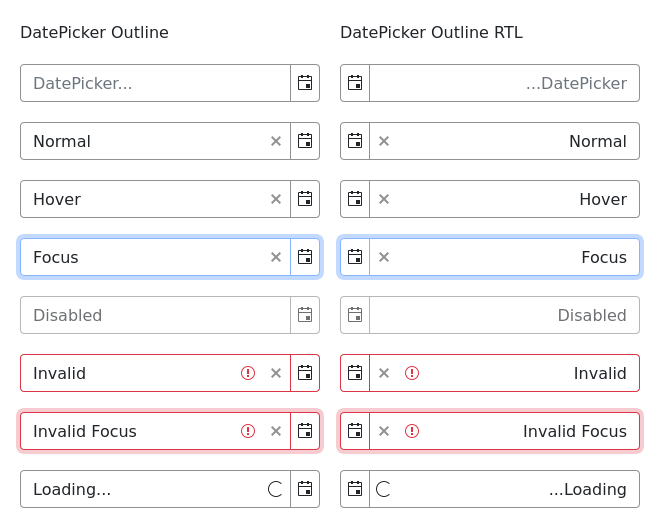 DatePicker Outline
DatePicker...
Normal
Hover
Focus
Disabled
Invalid
Invalid Focus
Loading...
DatePicker Outline RTL
...DatePicker
Normal
Hover
Focus
Disabled
Invalid
Invalid Focus
...Loading